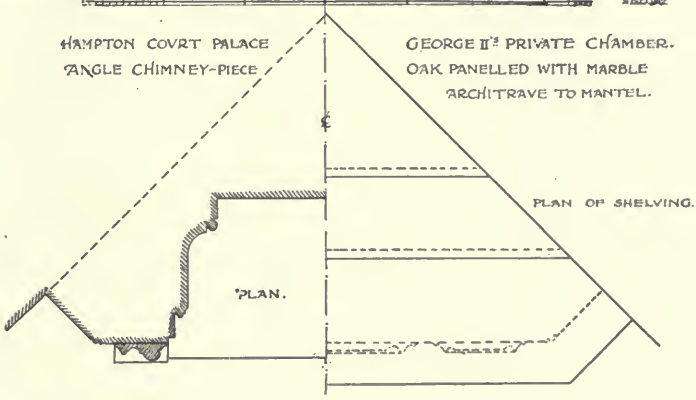 HAMPTON COURT PALACE
ANGLE CHIMNEY-PIECE
GEORGE II'S PRIVATE CHAMBER.
OAK PANELLED WITH MARBLE
ARCHITRAVE TO MANTEL.
℄
PLAN OF SHELVING.
PLAN.